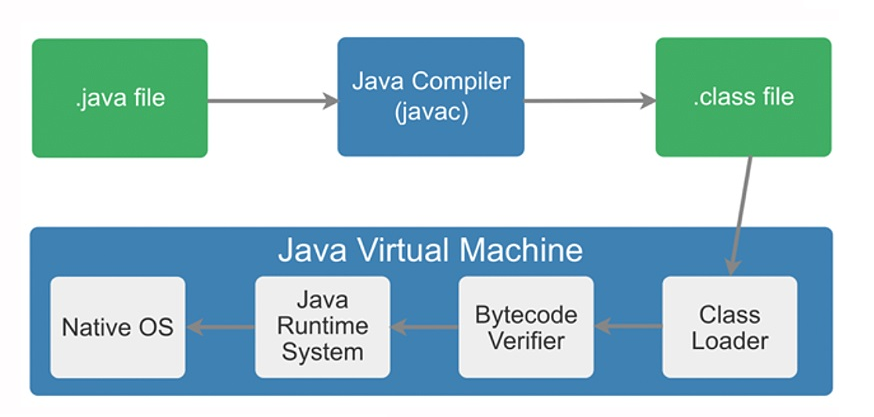 .java file
Java Compiler
(javac)
.class file
Java Virtual Machine
Native OS
Java
Runtime
System
Bytecode
Verifier
Class
Loader